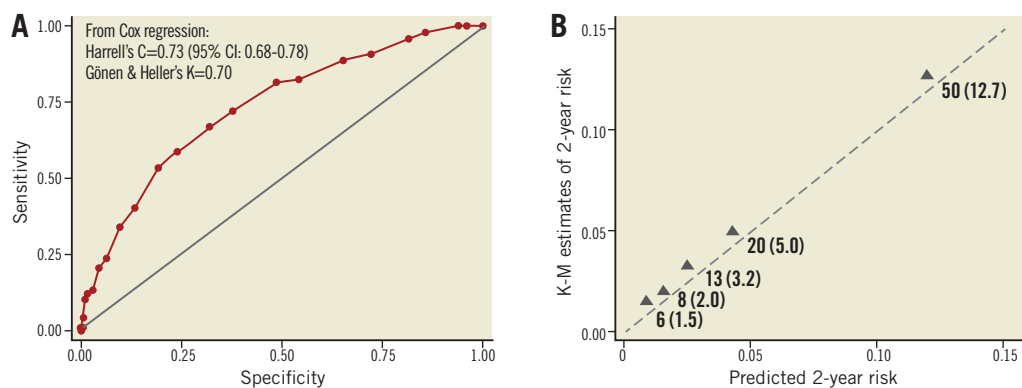 A
From Cox regression:
Harrell's C=0.73 (95% CI: 0.68-0.78)
Gönen & Heller's K=0.70
1.00
0.75
0.50
0.25
0.00
Sensitivity
0.00 0.25 0.50 0.75 1.00
Specificity
B
0.15
0.10
0.05
0.00
K-M estimates of 2-year risk
50 (12.7)
20 (5.0)
13 (3.2)
8 (2.0)
6 (1.5)
0 0.05 0.10 0.15
Predicted 2-year risk